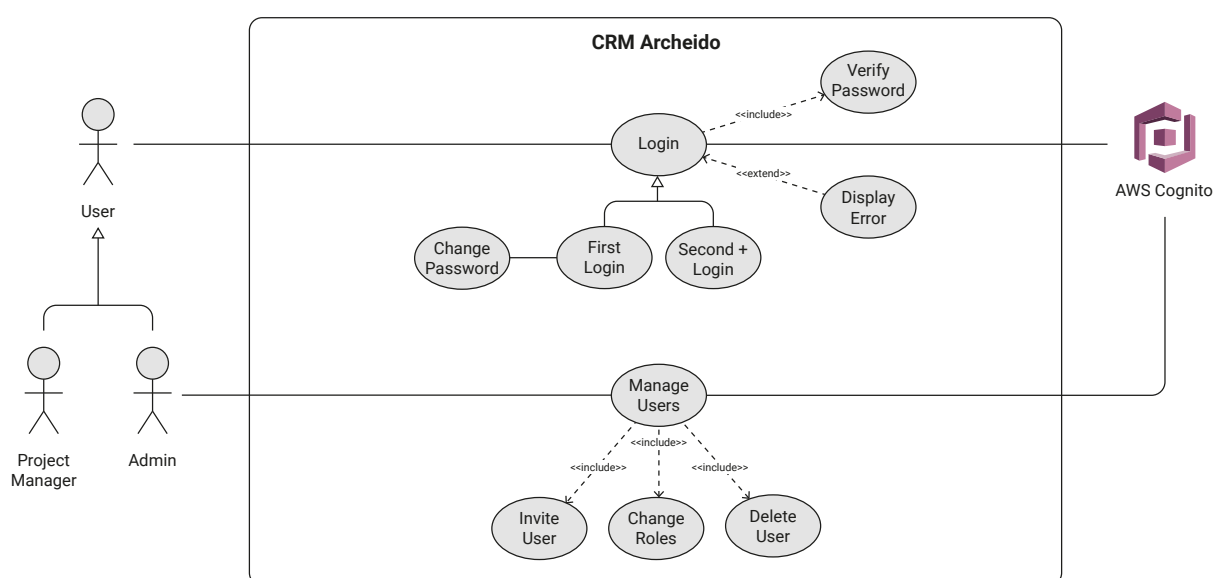 CRM Archeido
Verify
Password
<<include>>
Login
<<extend>>
AWS Cognito
Display
Error
User
Change
Password
First
Login
Second +
Login
Manage
Users
Project
Manager
Admin
<<include>>
<<include>>
<<include>>
Invite
User
Change
Roles
Delete
User